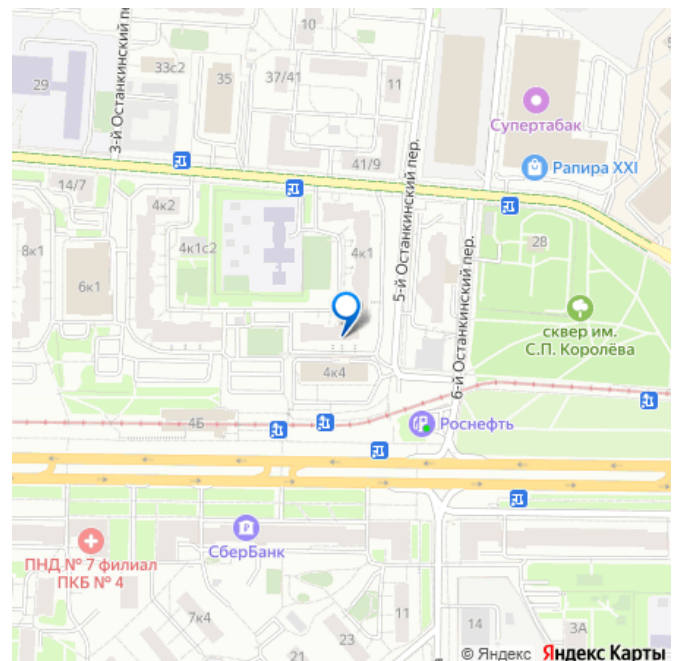 10
33с2
35
37/41
11
29
3-й Останкинский пер.
Супертабак
41/9
Рапира XXI
14/7
4к2
5-й Останкинский пер.
28
8к1
4к1с2
4к1
6к1
6-й Останкинский пер.
сквер им.
С.П. Королёва
4к4
4Б
Роснефть
СберБанк
ПНД № 7 филиал
ПКБ № 4
7к4
11
14
3А
23
21
© Яндекс Яндекс Карты